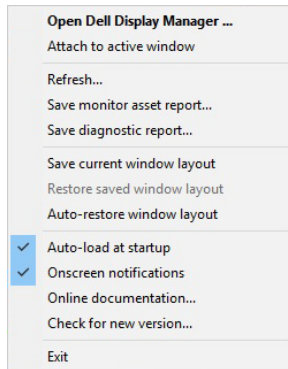 Open Dell Display Manager ...
Attach to active window
Refresh...
Save monitor asset report...
Save diagnostic report...
Save current window layout
Restore saved window layout
Auto-restore window layout
Auto-load at startup
Onscreen notifications
Online documentation...
Check for new version...
Exit